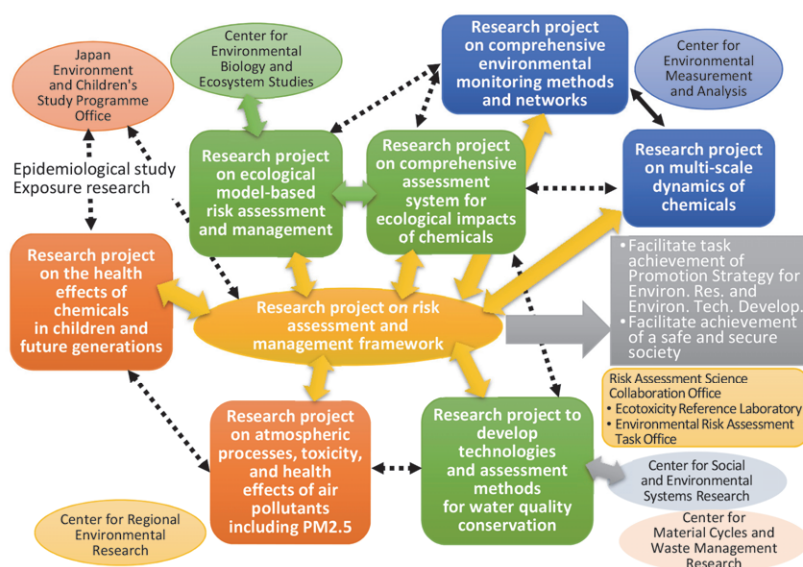 Japan
Environment
and Children's
Study Programme
Office
Center for
Environmental
Biology and
Ecosystem Studies
Research project
on comprehensive
environmental
monitoring methods
and networks
Center for
Environmental
Measurement
and Analysis
Epidemiological study
Exposure research
Research project
on ecological
model-based
risk assessment
and management
Research project
on comprehensive
assessment
system for
ecological impacts
of chemicals
Research project
on multi-scale
dynamics of
chemicals
Research project
on the health
effects of
chemicals
in children and
future generations
Research project on risk
assessment and
management framework
• Facilitate task
achievement of
Promotion Strategy for
Environ. Res. and
Environ. Tech. Develop.
• Facilitate achievement
of a safe and secure
society
Risk Assessment Science
Collaboration Office
• Ecotoxicity Reference Laboratory
• Environmental Risk Assessment
Task Office
Research project
on atmospheric
processes, toxicity,
and health
effects of air
pollutants
including PM2.5
Research project to
develop
technologies
and assessment
methods
for water quality
conservation
Center for Social
and Environmental
Systems Research
Center for Regional
Environmental
Research
Center for
Material Cycles and
Waste Management
Research